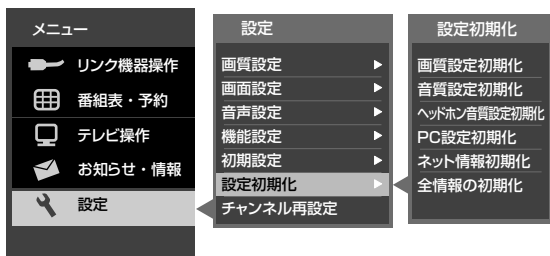 メニュー
リンク機器操作
番組表・予約
テレビ操作
お知らせ・情報
設定
設定
画質設定
画面設定
音声設定
機能設定
初期設定
設定初期化
チャンネル再設定
設定初期化
画質設定初期化
音質設定初期化
ヘッドホン音質設定初期化
PC設定初期化
ネット情報初期化
全情報の初期化